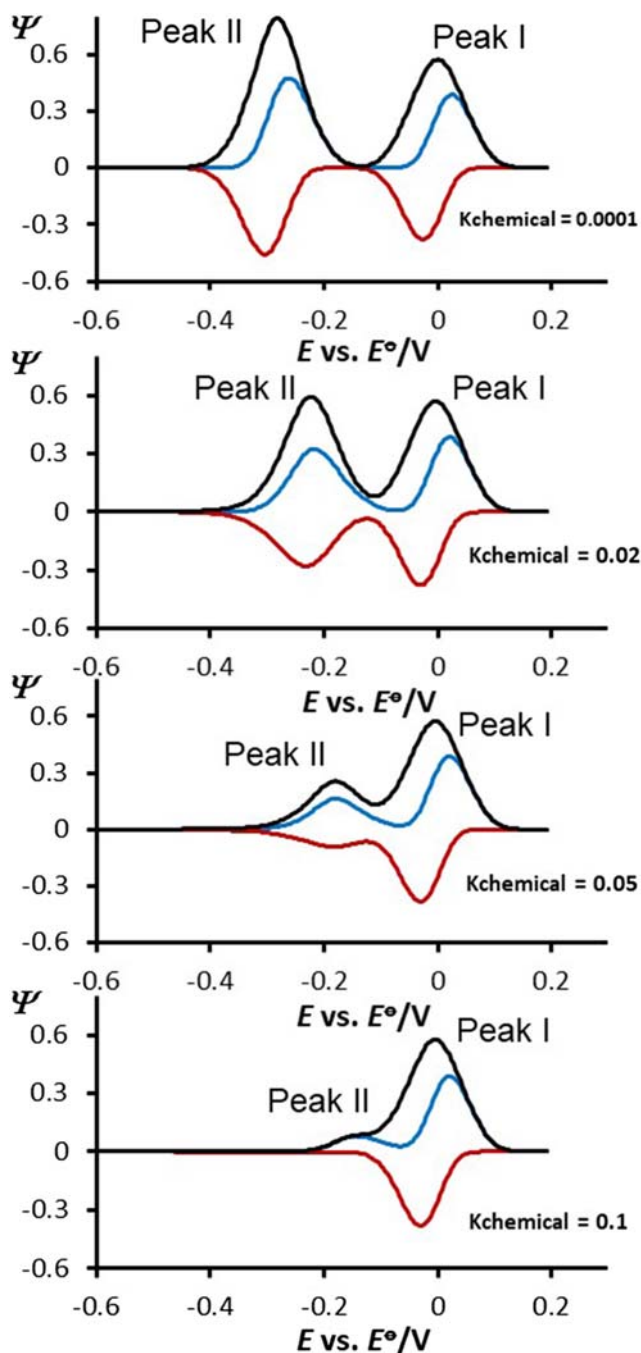 Ψ
Peak II
Peak I
0.6
0.3
0
-0.3
Kchemical = 0.0001
-0.6
-0.6 -0.4 -0.2 0 0.2
E vs. E⊖/V
Ψ
Peak II
Peak I
0.6
0.3
0
-0.3
Kchemical = 0.02
-0.6
-0.6 -0.4 -0.2 0 0.2
E vs. E⊖/V
Ψ
Peak I
0.6
Peak II
0.3
0
-0.3
Kchemical = 0.05
-0.6
-0.6 -0.4 -0.2 0 0.2
E vs. E⊖/V
Ψ
Peak I
0.6
Peak II
0.3
0
-0.3
Kchemical = 0.1
-0.6
-0.6 -0.4 -0.2 0 0.2
E vs. E⊖/V